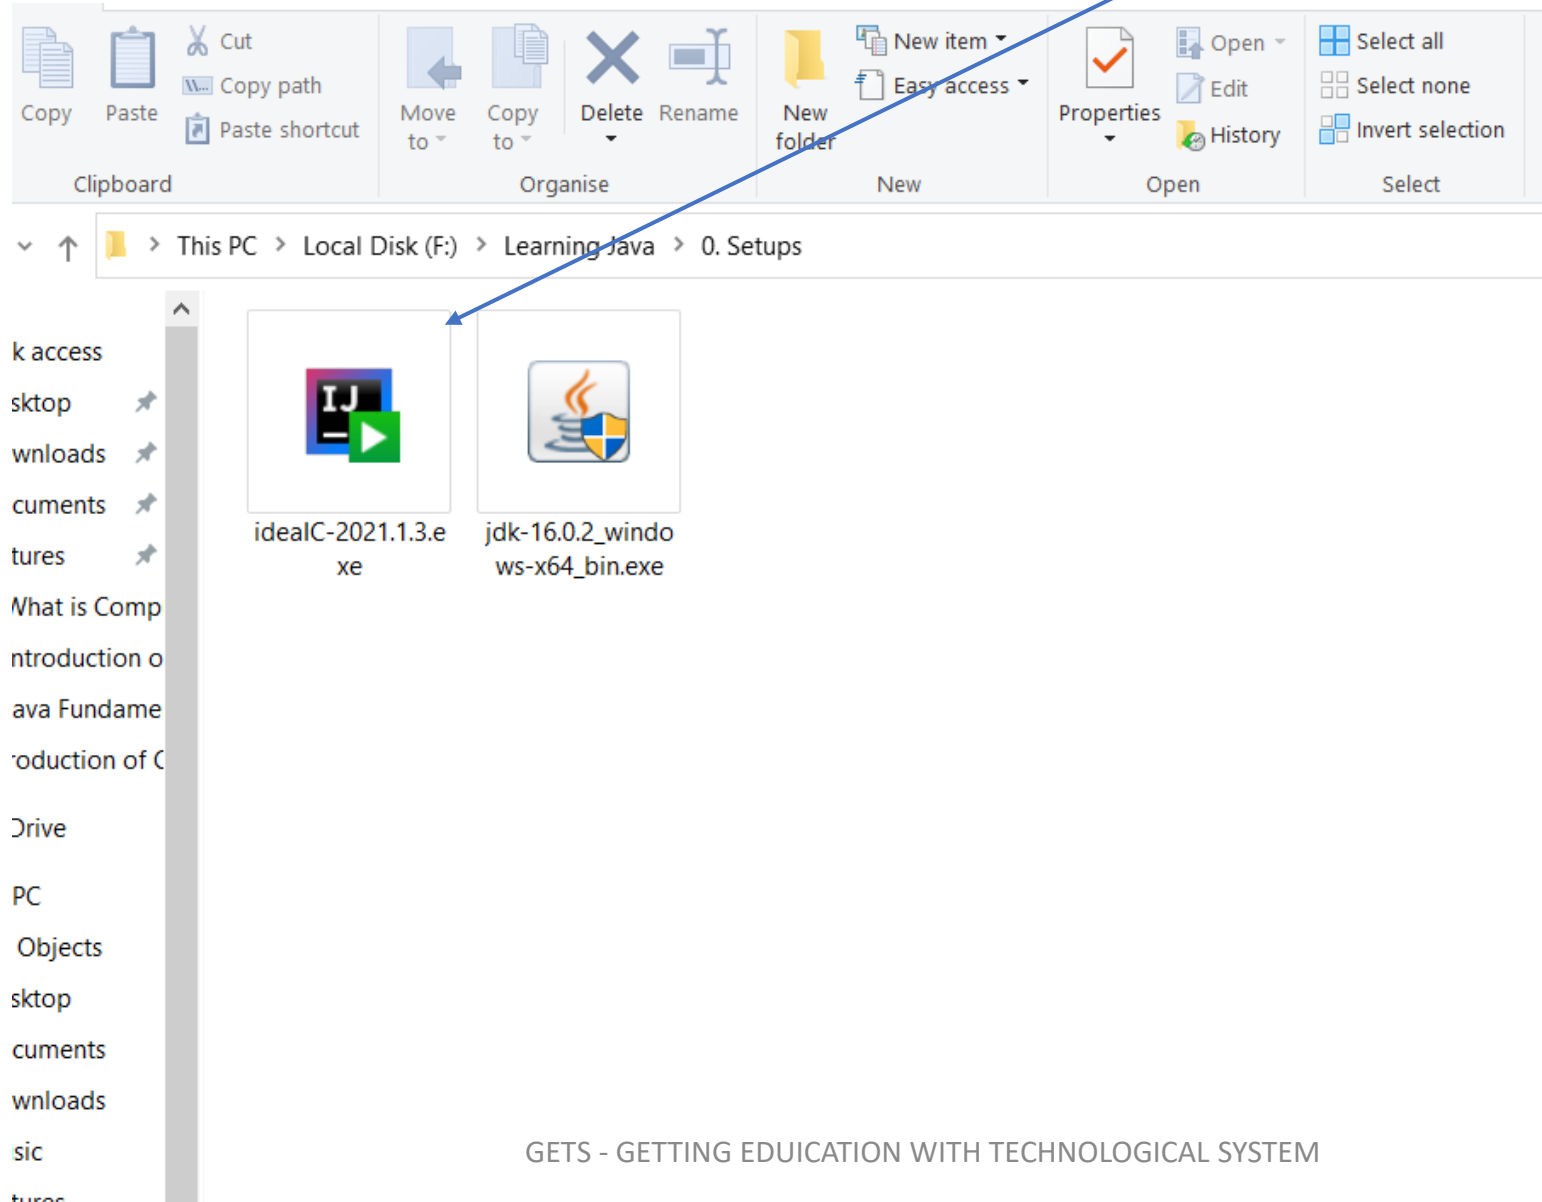 Cut
Copy path
Paste shortcut
Copy
Paste
Clipboard
Move
to
Copy
to
Delete
Rename
Organise
New
folder
New item
Easy access
New
Properties
Open
Edit
History
Open
Select all
Select none
Invert selection
Select
This PC > Local Disk (F:) > Learning Java > 0. Setups
k access
sktop
wnloads
cuments
tures
What is Comp
ntroduction o
ava Fundame
roduction of C
Drive
PC
Objects
sktop
cuments
wnloads
sic
tures
IJ
idealC-2021.1.3.e
xe
jdk-16.0.2_windo
ws-x64_bin.exe
GETS - GETTING EDUICATION WITH TECHNOLOGICAL SYSTEM